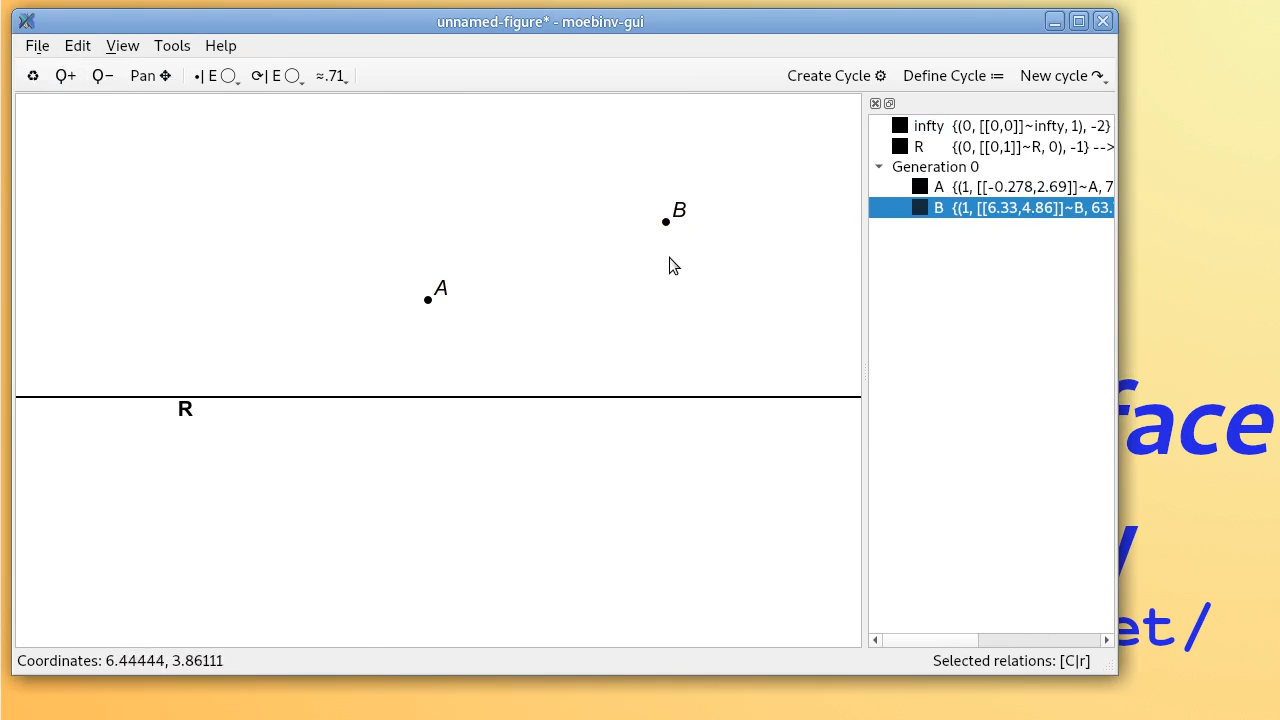 unnamed-figure* - moebinv-gui
File Edit View Tools Help
Pan E E ≈.71 Create Cycle Define Cycle New cycle
infty {(0, [[0,0]]~infty, 1), -2}
R {(0, [[0,1]]~R, 0), -1} -->
Generation 0
A {(1, [[-0.278,2.69]]~A, 7
B {(1, [[6.33,4.86]]~B, 63.
B
A
R
face
y
et/
Coordinates: 6.44444, 3.86111 Selected relations: [C|r]